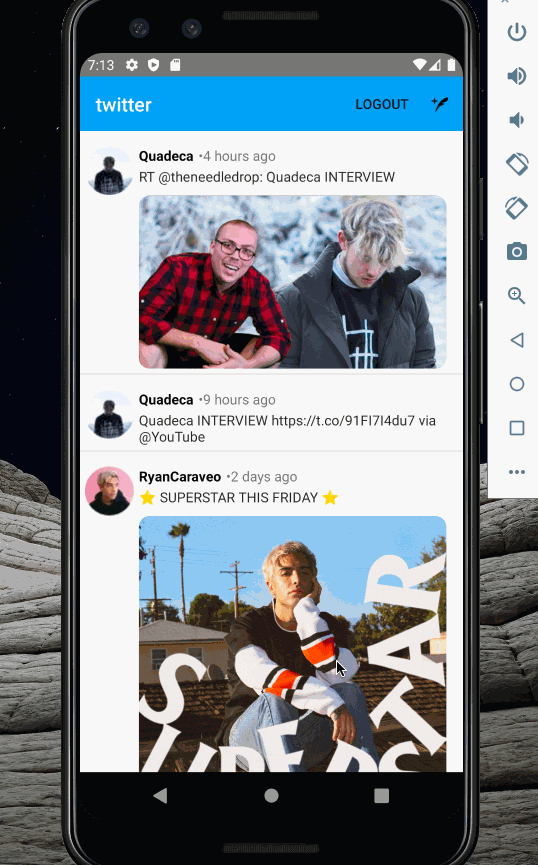 7:13
twitter LOGOUT
Quadeca •4 hours ago
RT @theneedledrop: Quadeca INTERVIEW
Quadeca •9 hours ago
Quadeca INTERVIEW https://t.co/91FI7I4du7 via
@YouTube
RyanCaraveo •2 days ago
⭐ SUPERSTAR THIS FRIDAY ⭐
SUPERSTAR